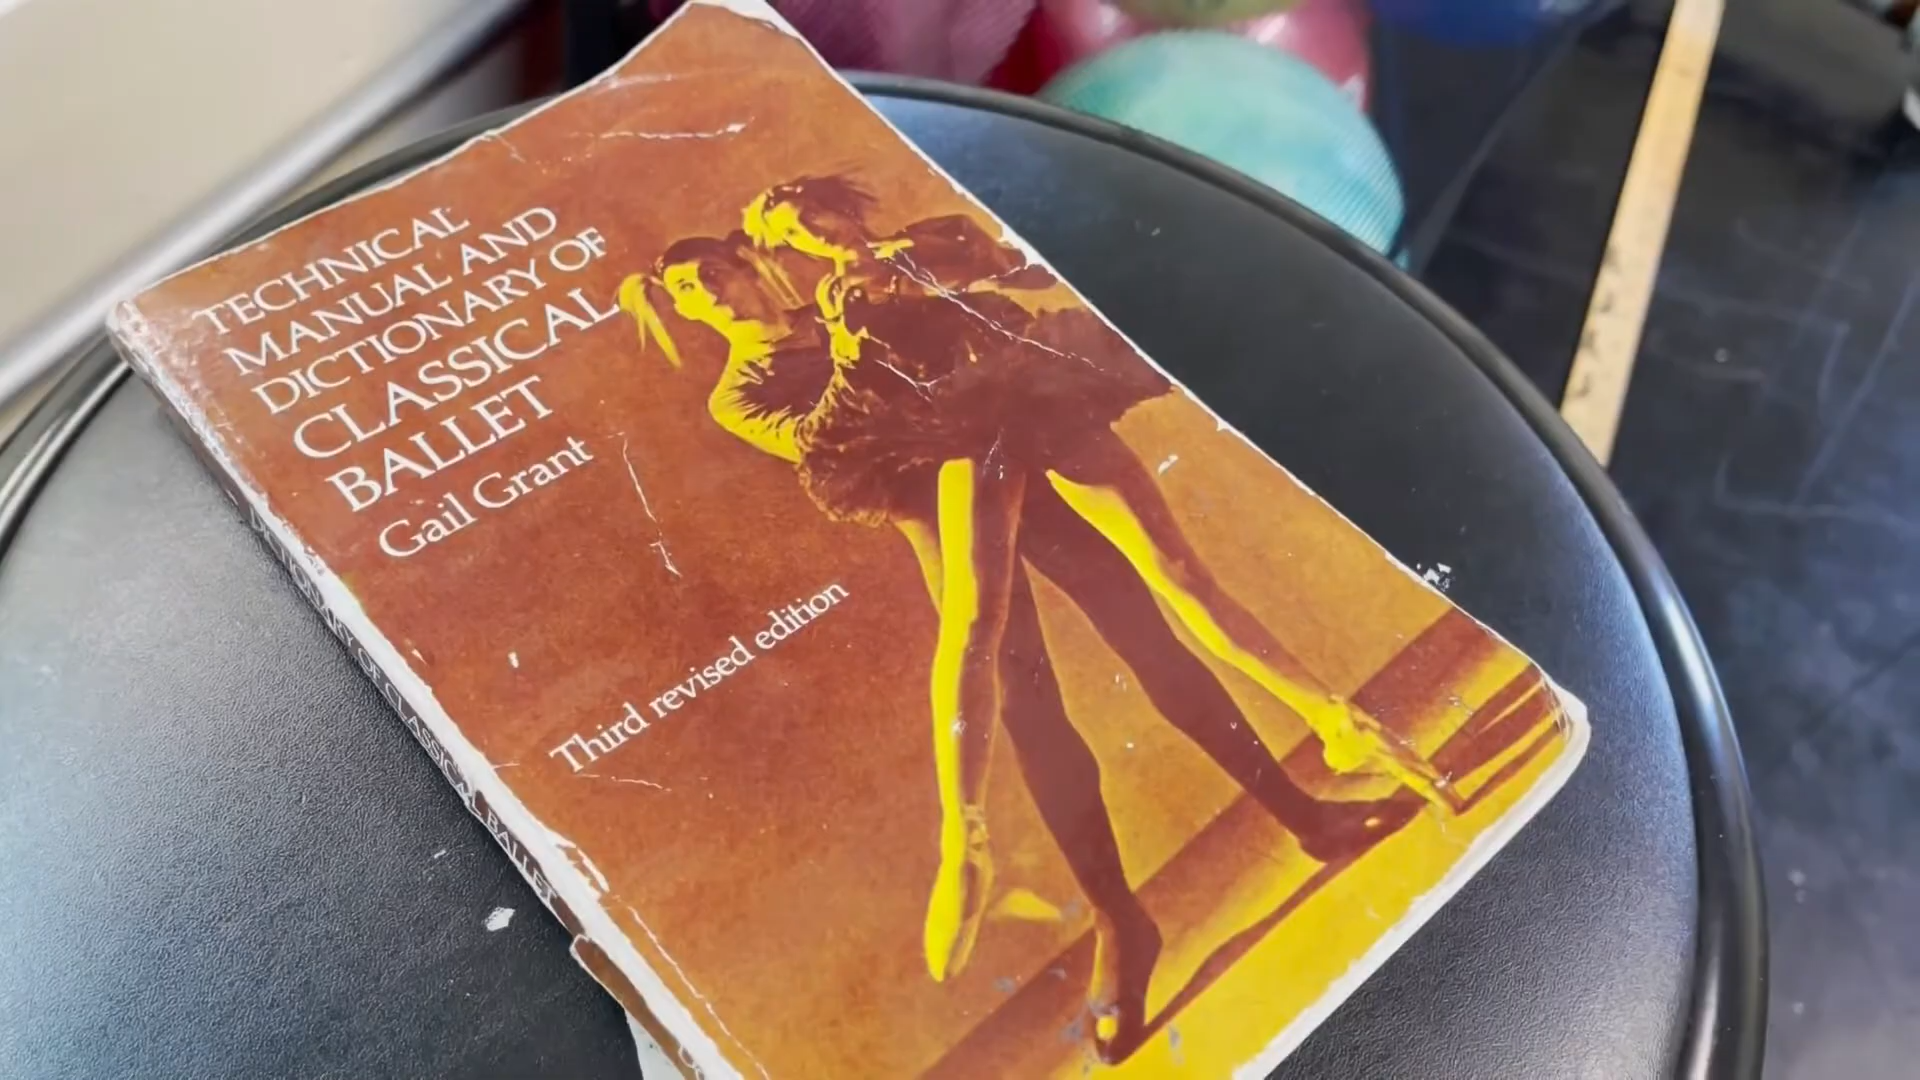 TECHNICAL
MANUAL AND
DICTIONARY OF
CLASSICAL
BALLET
Gail Grant
Third revised edition
DICTIONARY OF CLASSICAL BALLET